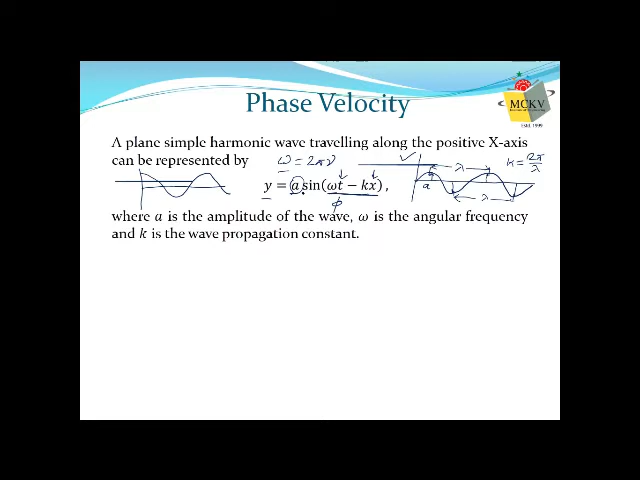 Phase Velocity
MCKV
Estd. 1999
A plane simple harmonic wave travelling along the positive X-axis
can be represented by ω = 2πν λ k = 2π/λ
y = a sin(ωt − kx), a
ϕ λ
where a is the amplitude of the wave, ω is the angular frequency
and k is the wave propagation constant.